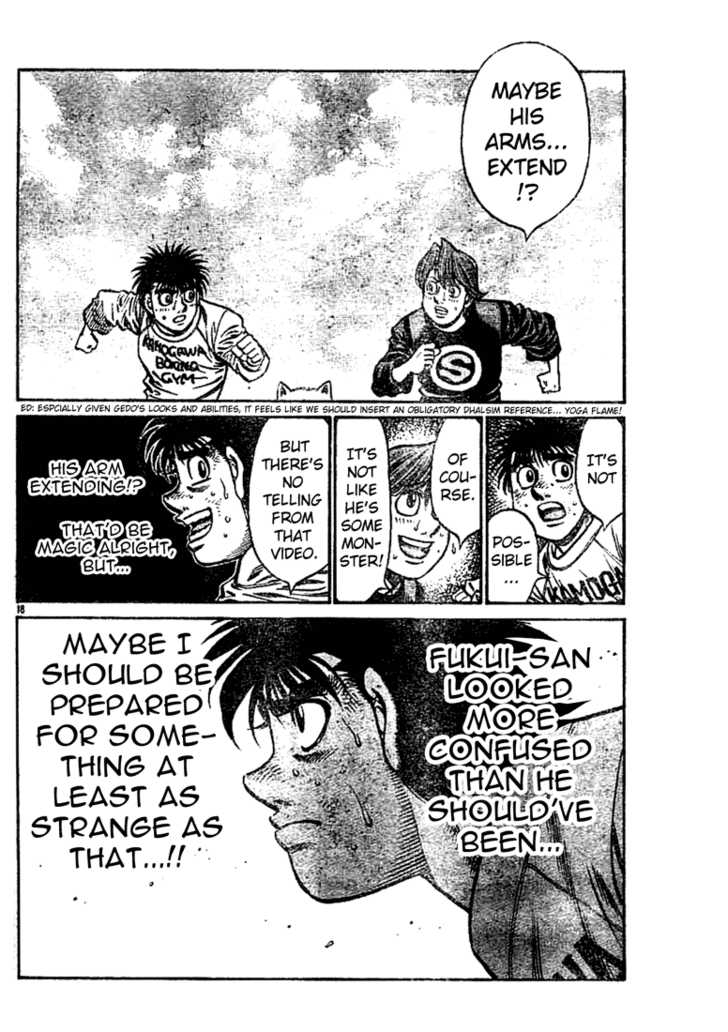 MAYBE
HIS
ARMS...
EXTEND
!?
KAMOGAWA
BOXING
GYM
S
ED: ESPCIALLY GIVEN GEDO'S LOOKS AND ABILITIES, IT FEELS LIKE WE SHOULD INSERT AN OBLIGATORY DHALSIM REFERENCE... YOGA FLAME!
IT'S
NOT
POS-
SIBLE
...
KAMOGA
OF
COU-
RSE.
IT'S
NOT
LIKE
HE'S
SOME
MON-
STER!
BUT
THERE'S
NO
TELLING
FROM
THAT
VIDEO.
HIS ARM
EXTENDING!?
THAT'D BE
MAGIC ALRIGHT,
BUT...
18
FUKUI-SAN
LOOKED
MORE
CONFUSED
THAN HE
SHOULD'VE
BEEN...
MAYBE I
SHOULD BE
PREPARED
FOR SOME-
THING AT
LEAST AS
STRANGE AS
THAT...!!